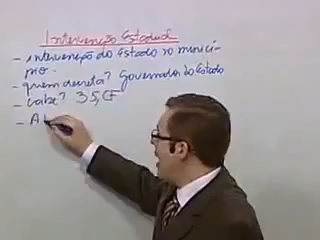 Intervenção Estadual
- intervenção do Estado no municí-
pio.
- quem decreta? Governador do Estado
- cabe? 35, CF
- A